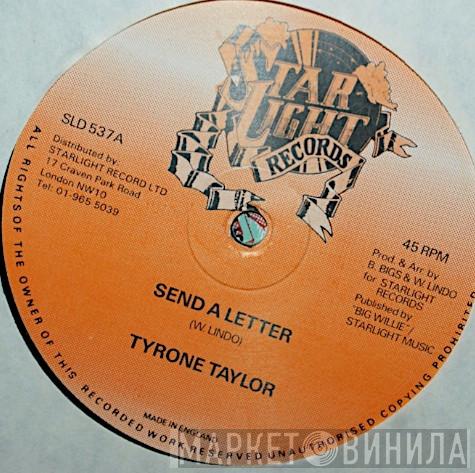 STAR
LIGHT
RECORDS
SLD 537A
Distributed by:
STARLIGHT RECORD LTD
17 Craven Park Road
London NW10
Tel: 01-965 5039
45 RPM
Prod. & Arr. by
B. BIGS & W. LINDO
for STARLIGHT
RECORDS
Published by
"BIG WILLIE"/
STARLIGHT MUSIC
SEND A LETTER
(W. LINDO)
TYRONE TAYLOR
MADE IN ENGLAND
ALL RIGHTS OF THE OWNER OF THIS RECORDED WORK RESERVED UNAUTHORISED COPYING PROHIBITED
МАРКЕТ ВИНИЛА